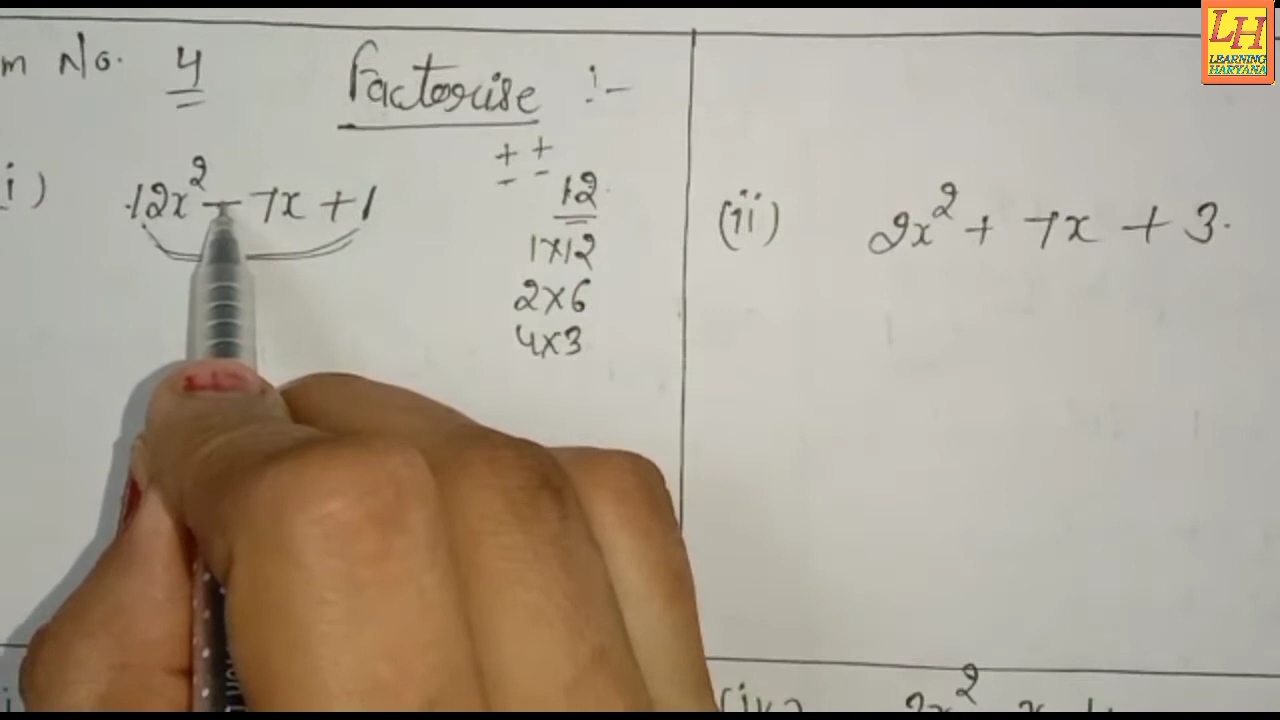 m No. 4 Factorise :-
i) 12x² - 7x + 1
+ +
- -
12
1x12
2x6
4x3
(ii) 2x² + 7x + 3.
LH
LEARNING
HARYANA